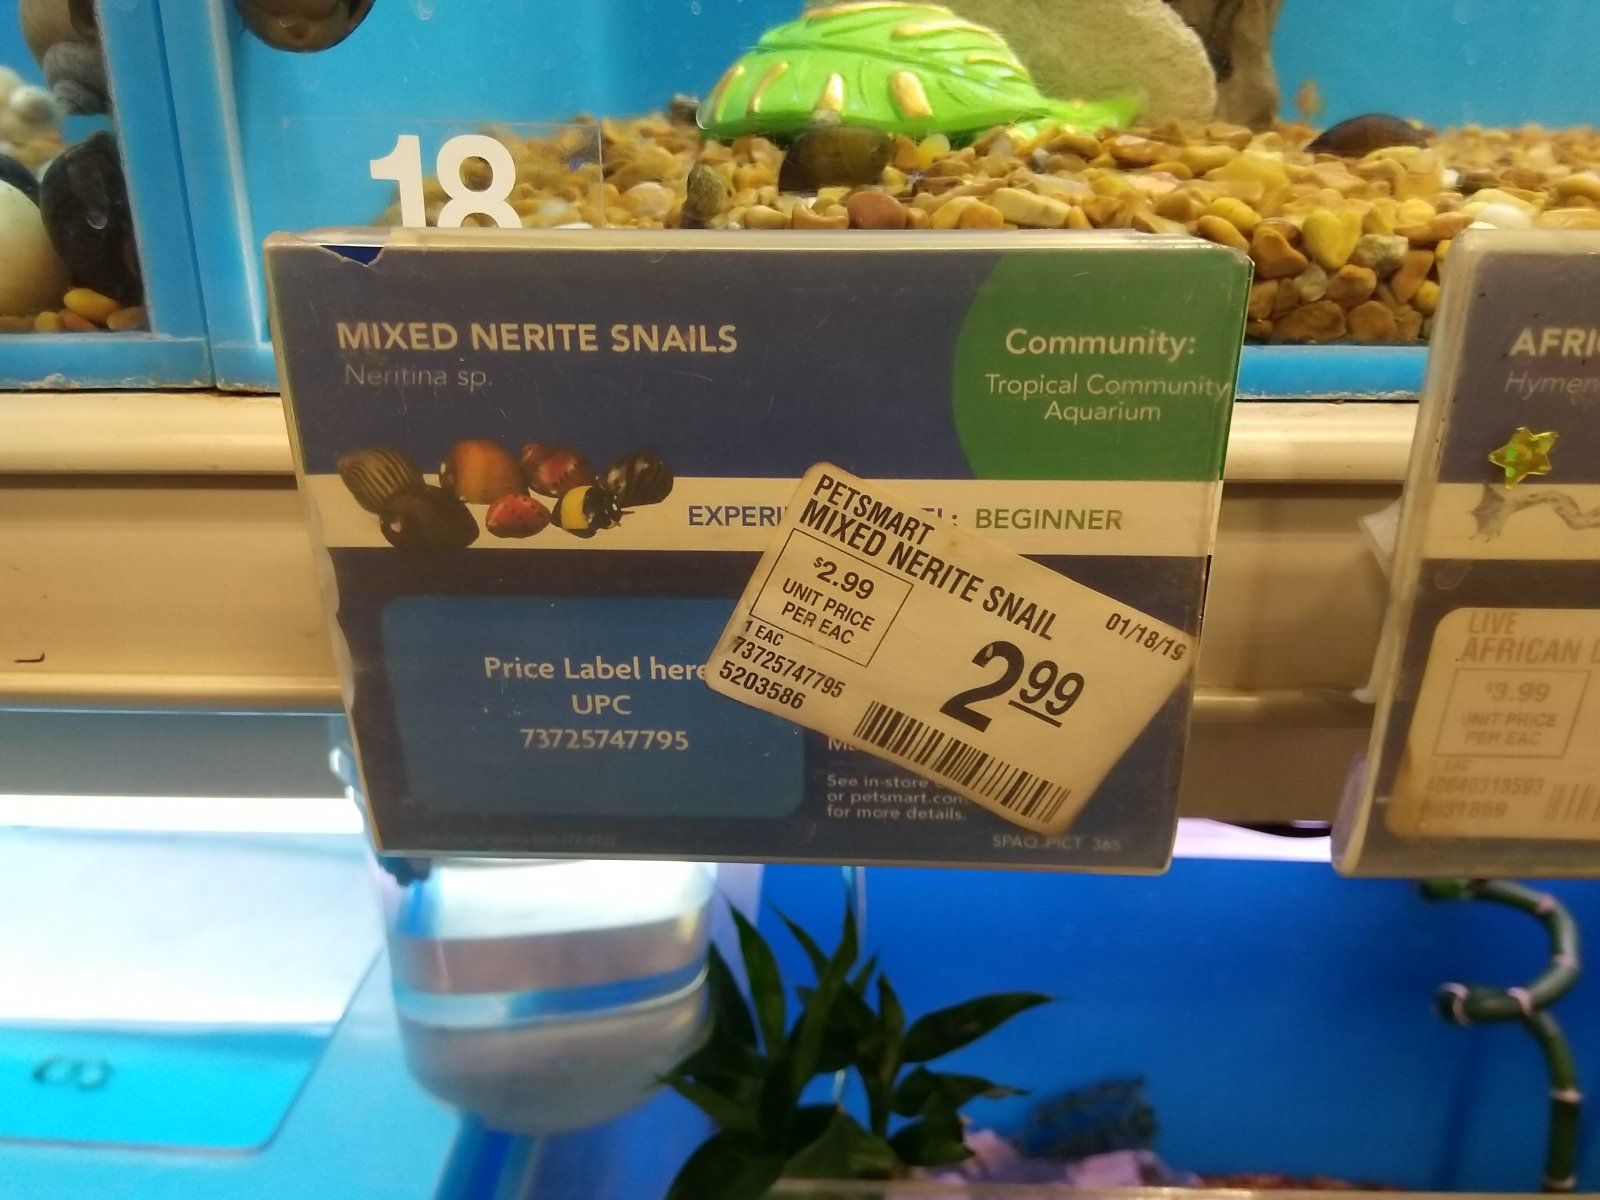 18
MIXED NERITE SNAILS
Neritina sp.
Community:
Tropical Community
Aquarium
BEGINNER
PETSMART
MIXED NERITE SNAIL
$2.99
UNIT PRICE
PER EAC
01/18/19
1 EAC
73725747795
5203586
2.99
Price Label here
UPC
73725747795
See in-store
or petsmart.com
for more details.
SPAQ PICT 365
LIVE
AFRICAN
$3.99
UNIT PRICE
PER EAC
1 EAC